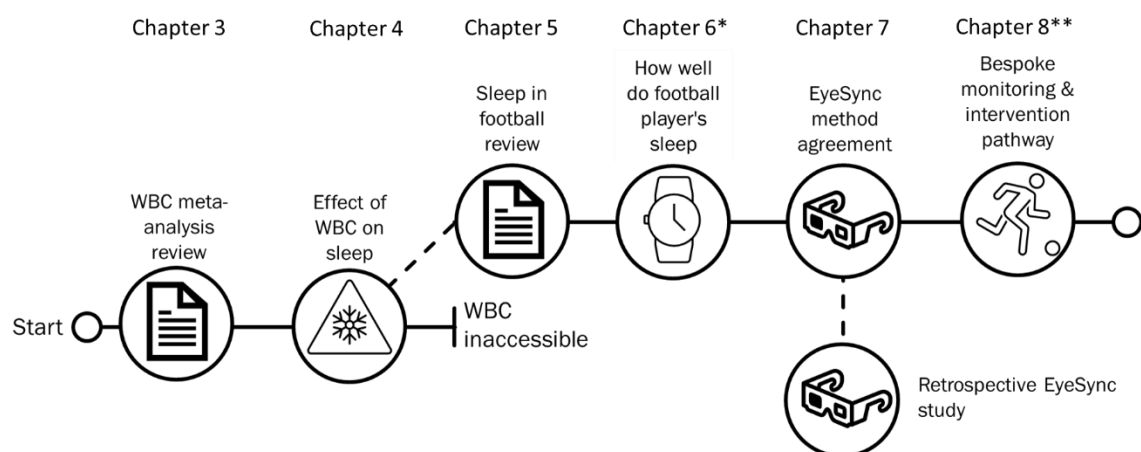 Chapter 3
Chapter 4
Chapter 5
Chapter 6*
Chapter 7
Chapter 8**
WBC meta-
analysis
review
Effect of
WBC on
sleep
Sleep in
football
review
How well
do football
player's
sleep
EyeSync
method
agreement
Bespoke
monitoring &
intervention
pathway
Start
WBC
inaccessible
Retrospective EyeSync
study